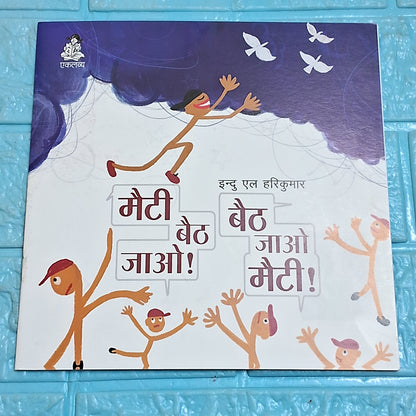 एकलव्य
इन्दु एल हरिकुमार
मैटी
बैठ
जाओ!
बैठ
जाओ
मैटी!